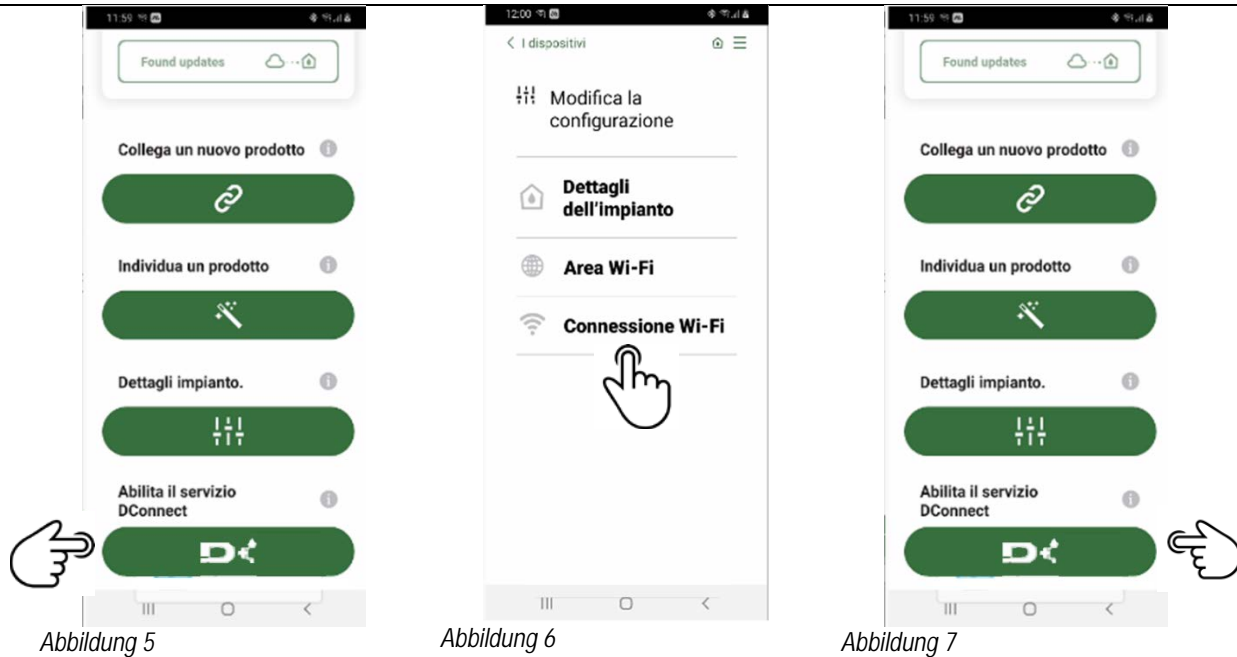 11:59
Found updates
Collega un nuovo prodotto
Individua un prodotto
Dettagli impianto.
Abilita il servizio
DConnect
Abbildung 5
12:00
I dispositivi
Modifica la
configurazione
Dettagli
dell'impianto
Area Wi-Fi
Connessione Wi-Fi
Abbildung 6
11:59
Found updates
Collega un nuovo prodotto
Individua un prodotto
Dettagli impianto.
Abilita il servizio
DConnect
Abbildung 7